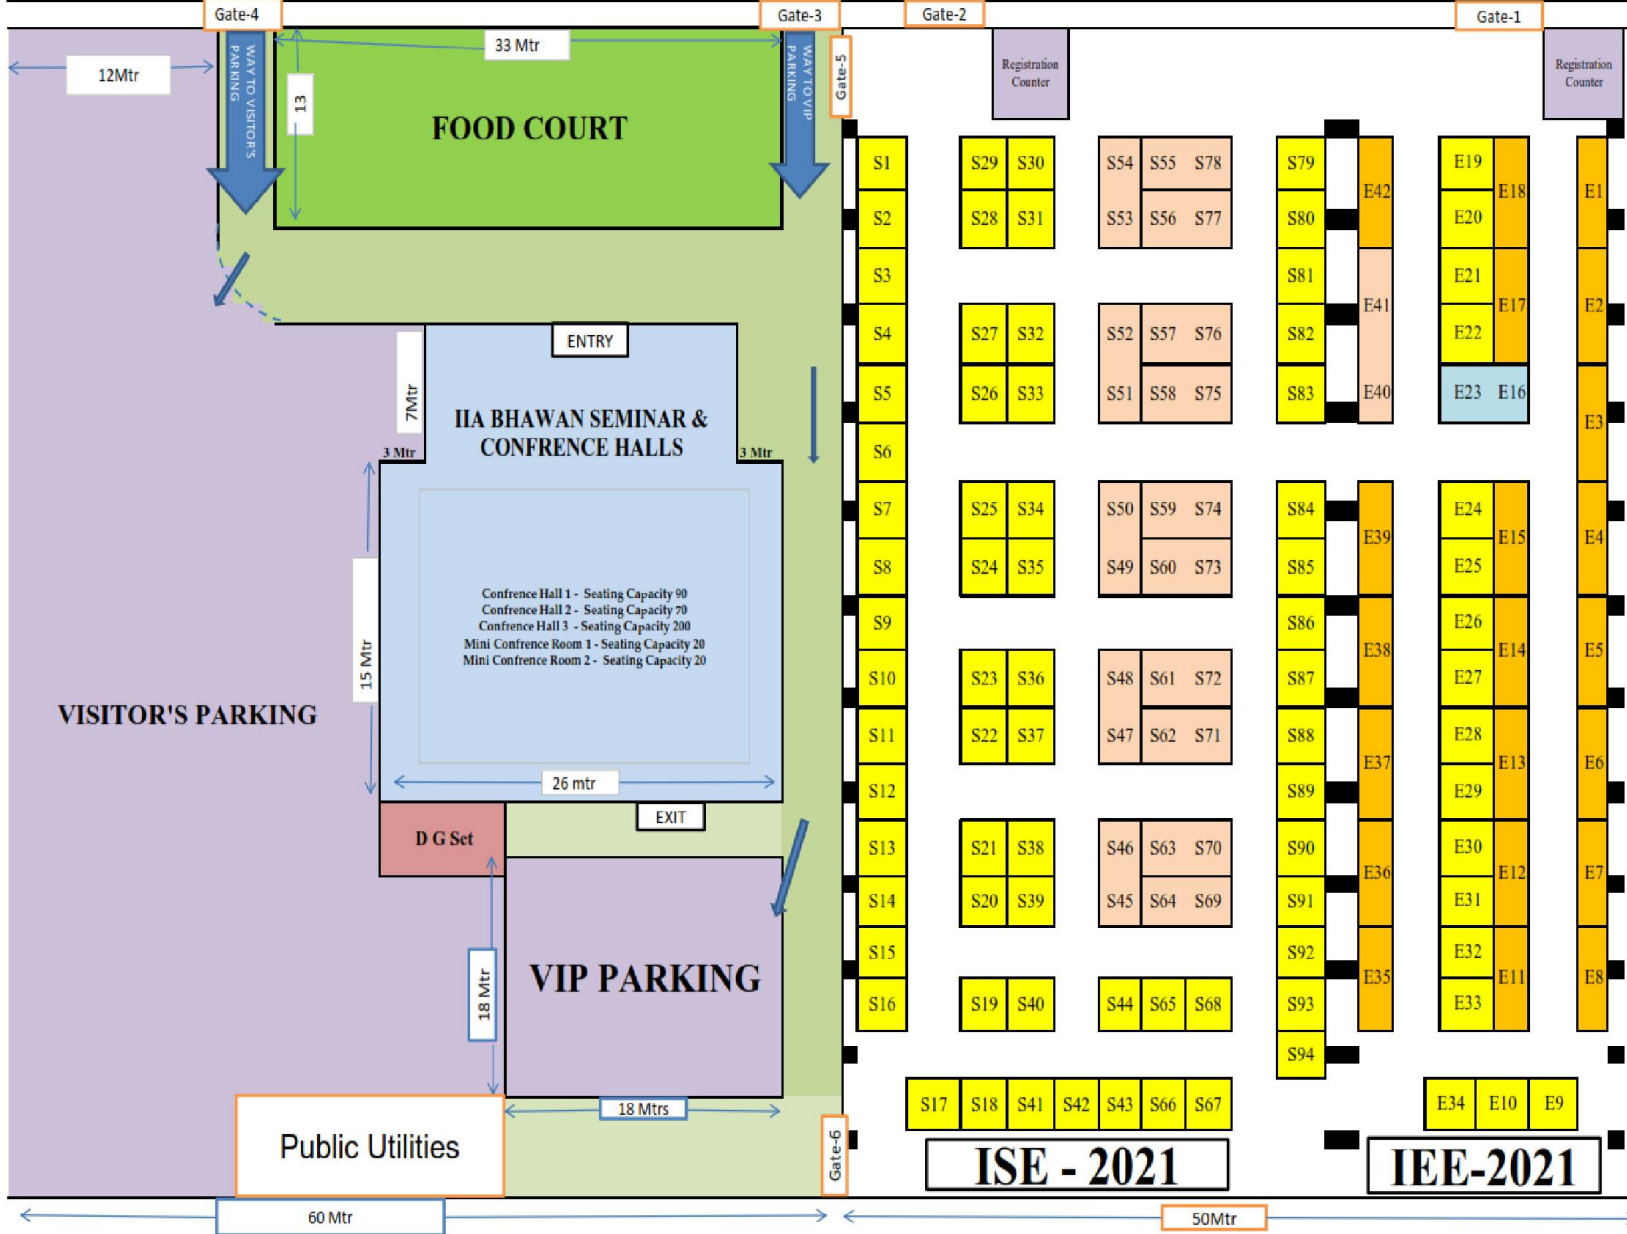 Gate-4
Gate-3
Gate-2
Gate-1
12Mtr
WAY TO VISITOR'S
PARKING
33 Mtr
13
FOOD COURT
WAY TO VIP
PARKING
Gate-5
Registration
Counter
Registration
Counter
ENTRY
7Mtr
IIA BHAWAN SEMINAR &
CONFRENCE HALLS
3 Mtr
3 Mtr
Confrence Hall 1 - Seating Capacity 90
Confrence Hall 2 - Seating Capacity 70
Confrence Hall 3 - Seating Capacity 200
Mini Confrence Room 1 - Seating Capacity 20
Mini Confrence Room 2 - Seating Capacity 20
15 Mtr
VISITOR'S PARKING
26 mtr
EXIT
D G Set
18 Mtr
VIP PARKING
18 Mtrs
Public Utilities
Gate-6
60 Mtr
50Mtr
S1 S29 S30 S54 S55 S78 S79 E19
E42 E18 E1
S2 S28 S31 S53 S56 S77 S80 E20
S3 S81 E21
E41 E17 E2
S4 S27 S32 S52 S57 S76 S82 E22
S5 S26 S33 S51 S58 S75 S83 E40 E23 E16
E3
S6
S7 S25 S34 S50 S59 S74 S84 E24
E39 E15 E4
S8 S24 S35 S49 S60 S73 S85 E25
S9 S86 E26
E38 E14 E5
S10 S23 S36 S48 S61 S72 S87 E27
S11 S22 S37 S47 S62 S71 S88 E28
E37 E13 E6
S12 S89 E29
S13 S21 S38 S46 S63 S70 S90 E30
E36 E12 E7
S14 S20 S39 S45 S64 S69 S91 E31
S15 S92 E32
E35 E11 E8
S16 S19 S40 S44 S65 S68 S93 E33
S94
S17 S18 S41 S42 S43 S66 S67 E34 E10 E9
ISE - 2021
IEE-2021